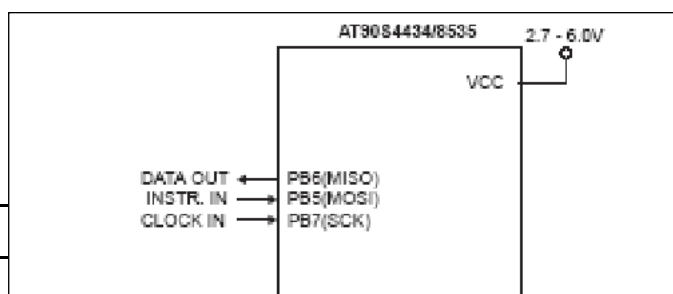 AT90S4434/8535
2.7 - 6.0V
VCC
DATA OUT PB6(MISO)
INSTR. IN PB5(MOSI)
CLOCK IN PB7(SCK)